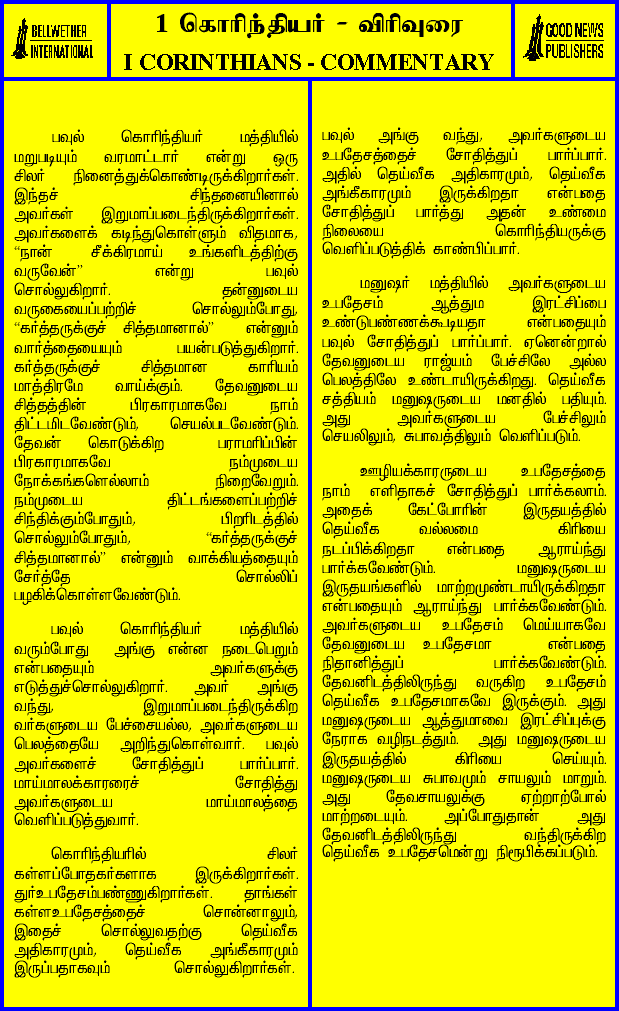 BELLWETHER
INTERNATIONAL
1 கொரிந்தியர் - விரிவுரை
I CORINTHIANS - COMMENTARY
GOOD NEWS
PUBLISHERS
பவுல் கொரிந்தியர் மத்தியில்
மறுபடியும் வரமாட்டார் என்று ஒரு
சிலர் நினைத்துக்கொண்டிருக்கிறார்கள்.
இந்தச் சிந்தனையினால்
அவர்கள் இறுமாப்படைந்திருக்கிறார்கள்.
அவர்களைக் கடிந்துகொள்ளும் விதமாக,
“நான் சீக்கிரமாய் உங்களிடத்திற்கு
வருவேன்” என்று பவுல்
சொல்லுகிறார். தன்னுடைய
வருகையைப்பற்றிச் சொல்லும்போது,
“கர்த்தருக்குச் சித்தமானால்” என்னும்
வார்த்தையையும் பயன்படுத்துகிறார்.
கர்த்தருக்குச் சித்தமான காரியம்
மாத்திரமே வாய்க்கும். தேவனுடைய
சித்தத்தின் பிரகாரமாகவே நாம்
திட்டமிடவேண்டும், செயல்படவேண்டும்.
தேவன் கொடுக்கிற பராமரிப்பின்
பிரகாரமாகவே நம்முடைய
நோக்கங்களெல்லாம் நிறைவேறும்.
நம்முடைய திட்டங்களைப்பற்றிச்
சிந்திக்கும்போதும், பிறரிடத்தில்
சொல்லும்போதும், “கர்த்தருக்குச்
சித்தமானால்” என்னும் வாக்கியத்தையும்
சேர்த்தே சொல்லிப்
பழகிக்கொள்ளவேண்டும்.
பவுல் கொரிந்தியர் மத்தியில்
வரும்போது அங்கு என்ன நடைபெறும்
என்பதையும் அவர்களுக்கு
எடுத்துச்சொல்லுகிறார். அவர் அங்கு
வந்து, இறுமாப்படைந்திருக்கிற
வர்களுடைய பேச்சையல்ல, அவர்களுடைய
பெலத்தையே அறிந்துகொள்வார். பவுல்
அவர்களைச் சோதித்துப் பார்ப்பார்.
மாய்மாலக்காரரைச் சோதித்து
அவர்களுடைய மாய்மாலத்தை
வெளிப்படுத்துவார்.
கொரிந்தியரில் சிலர்
கள்ளப்போதகர்களாக இருக்கிறார்கள்.
துர்உபதேசம்பண்ணுகிறார்கள். தாங்கள்
கள்ளஉபதேசத்தைச் சொன்னாலும்,
இதைச் சொல்லுவதற்கு தெய்வீக
அதிகாரமும், தெய்வீக அங்கீகாரமும்
இருப்பதாகவும் சொல்லுகிறார்கள்.
பவுல் அங்கு வந்து, அவர்களுடைய
உபதேசத்தைச் சோதித்துப் பார்ப்பார்.
அதில் தெய்வீக அதிகாரமும், தெய்வீக
அங்கீகாரமும் இருக்கிறதா என்பதை
சோதித்துப் பார்த்து அதன் உண்மை
நிலையை கொரிந்தியருக்கு
வெளிப்படுத்திக் காண்பிப்பார்.
மனுஷர் மத்தியில் அவர்களுடைய
உபதேசம் ஆத்தும இரட்சிப்பை
உண்டுபண்ணக்கூடியதா என்பதையும்
பவுல் சோதித்துப் பார்ப்பார். ஏனென்றால்
தேவனுடைய ராஜ்யம் பேச்சிலே அல்ல
பெலத்திலே உண்டாயிருக்கிறது. தெய்வீக
சத்தியம் மனுஷருடைய மனதில் பதியும்.
அது அவர்களுடைய பேச்சிலும்
செயலிலும், சுபாவத்திலும் வெளிப்படும்.
ஊழியக்காரருடைய உபதேசத்தை
நாம் எளிதாகச் சோதித்துப் பார்க்கலாம்.
அதைக் கேட்போரின் இருதயத்தில்
தெய்வீக வல்லமை கிரியை
நடப்பிக்கிறதா என்பதை ஆராய்ந்து
பார்க்கவேண்டும். மனுஷருடைய
இருதயங்களில் மாற்றமுண்டாயிருக்கிறதா
என்பதையும் ஆராய்ந்து பார்க்கவேண்டும்.
அவர்களுடைய உபதேசம் மெய்யாகவே
தேவனுடைய உபதேசமா என்பதை
நிதானித்துப் பார்க்கவேண்டும்.
தேவனிடத்திலிருந்து வருகிற உபதேசம்
தெய்வீக உபதேசமாகவே இருக்கும். அது
மனுஷருடைய ஆத்துமாவை இரட்சிப்புக்கு
நேராக வழிநடத்தும். அது மனுஷருடைய
இருதயத்தில் கிரியை செய்யும்.
மனுஷருடைய சுபாவமும் சாயலும் மாறும்.
அது தேவசாயலுக்கு ஏற்றாற்போல்
மாற்றடையும். அப்போதுதான் அது
தேவனிடத்திலிருந்து வந்திருக்கிற
தெய்வீக உபதேசமென்று நிரூபிக்கப்படும்.